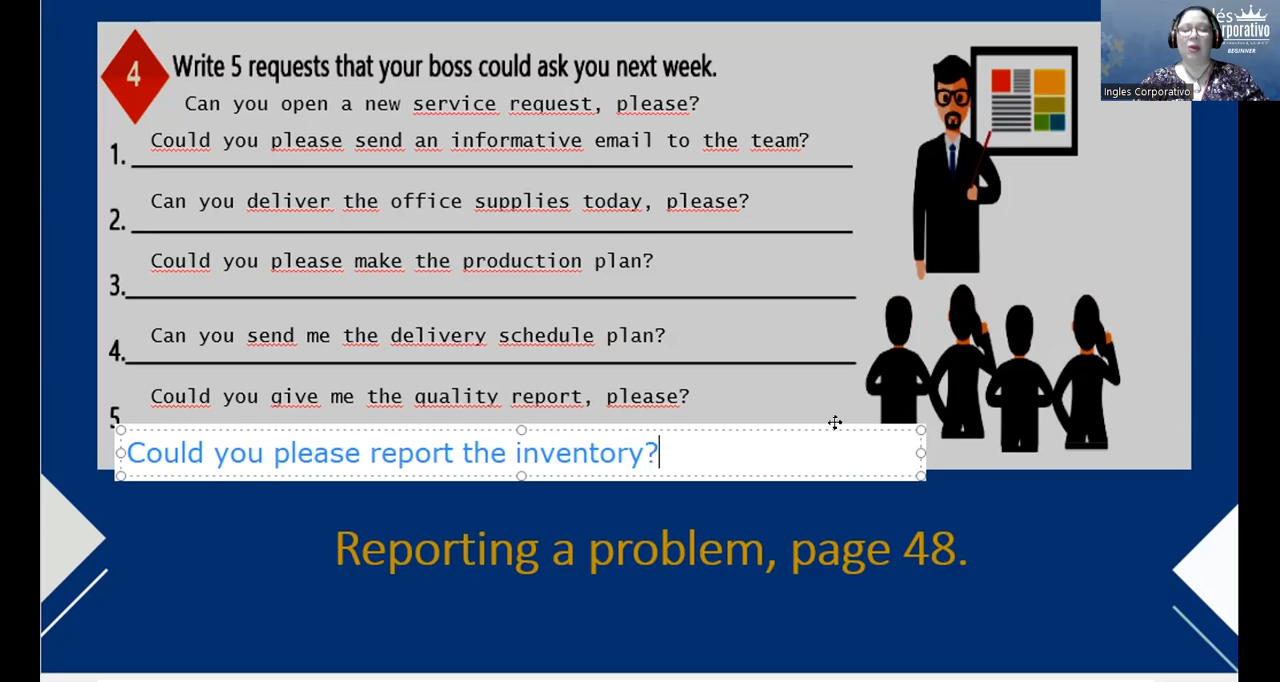 4
Write 5 requests that your boss could ask you next week.
Can you open a new service request, please?
1. Could you please send an informative email to the team?
2. Can you deliver the office supplies today, please?
3. Could you please make the production plan?
4. Can you send me the delivery schedule plan?
5 Could you give me the quality report, please?
Could you please report the inventory?
Reporting a problem, page 48.
Ingles Corporativo
BEGINNER